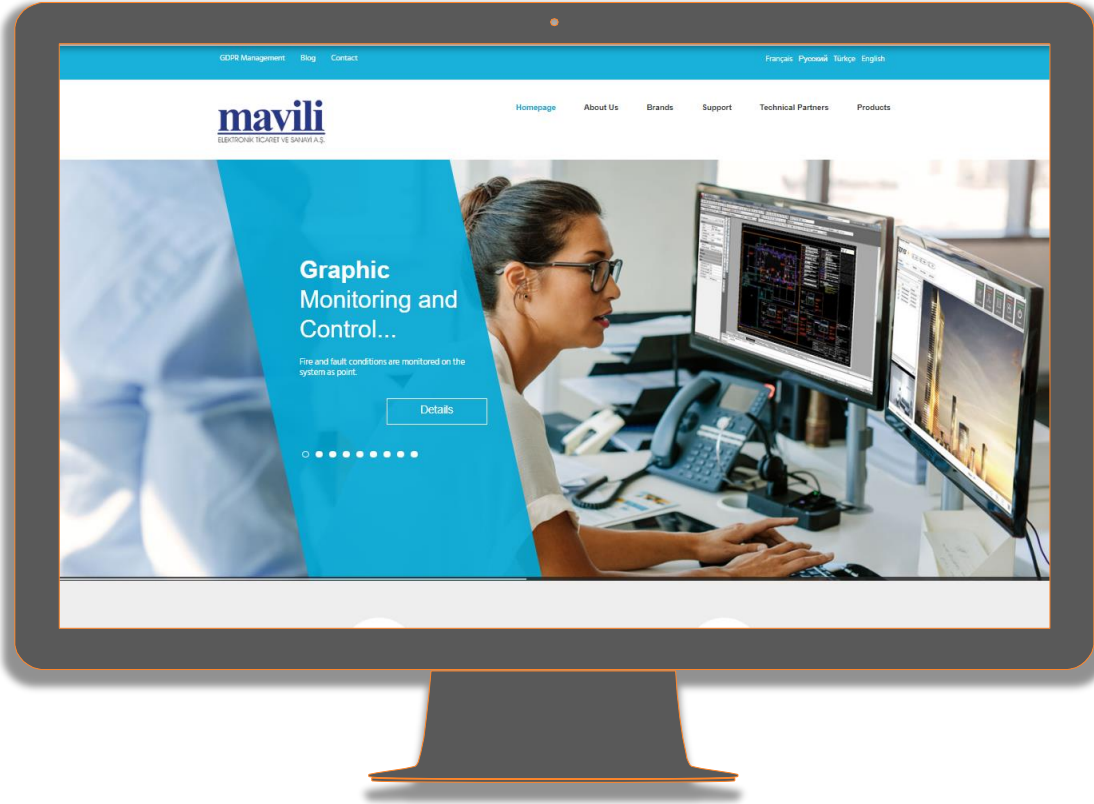 GDPR Management Blog Contact
Français Русский Türkçe English
mavili
ELEKTRONİK TİCARET VE SANAYİ A.Ş.
Homepage About Us Brands Support Technical Partners Products
Graphic
Monitoring and
Control...
Fire and fault conditions are monitored on the
system as point.
Details